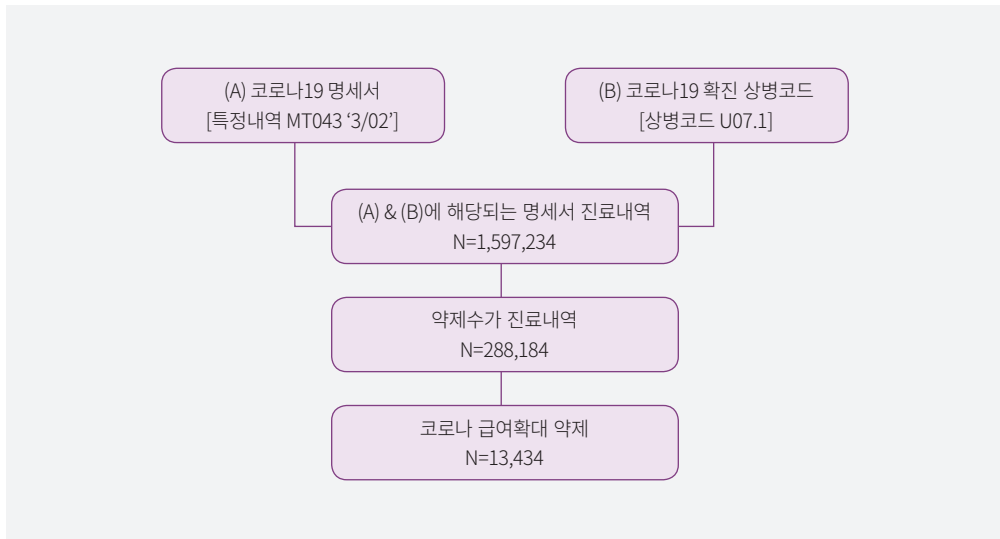 (A) 코로나19 명세서
[특정내역 MT043 ‘3/02’]
(B) 코로나19 확진 상병코드
[상병코드 U07.1]
(A) & (B)에 해당되는 명세서 진료내역
N=1,597,234
약제수가 진료내역
N=288,184
코로나 급여확대 약제
N=13,434